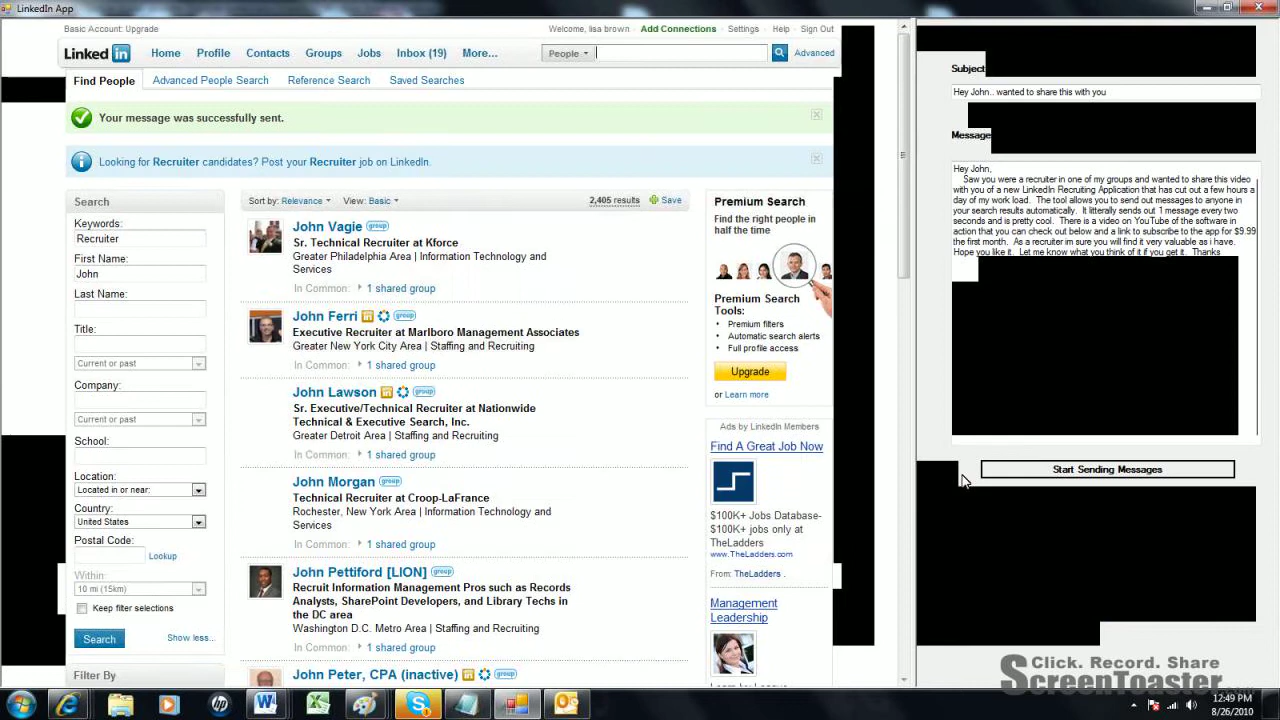 LinkedIn App
Basic Account: Upgrade
Welcome, lisa brown Add Connections Settings Help Sign Out
Linked in Home Profile Contacts Groups Jobs Inbox (19) More... People Advanced
Find People Advanced People Search Reference Search Saved Searches
Your message was successfully sent.
Looking for Recruiter candidates? Post your Recruiter job on LinkedIn.
Search
Keywords:
Recruiter
First Name:
John
Last Name:
Title:
Current or past
Company:
Current or past
School:
Location:
Located in or near:
Country:
United States
Postal Code:
Lookup
Within:
10 mi (15km)
Keep filter selections
Search Show less...
Filter By
Sort by: Relevance View: Basic 2,405 results Save
John Vagie group
Sr. Technical Recruiter at Kforce
Greater Philadelphia Area | Information Technology and
Services
In Common: 1 shared group
John Ferri in group
Executive Recruiter at Marlboro Management Associates
Greater New York City Area | Staffing and Recruiting
In Common: 1 shared group
John Lawson in group
Sr. Executive/Technical Recruiter at Nationwide
Technical & Executive Search, Inc.
Greater Detroit Area | Staffing and Recruiting
In Common: 1 shared group
John Morgan group
Technical Recruiter at Croop-LaFrance
Rochester, New York Area | Information Technology and
Services
In Common: 1 shared group
John Pettiford [LION] group
Recruit Information Management Pros such as Records
Analysts, SharePoint Developers, and Library Techs in
the DC area
Washington D.C. Metro Area | Staffing and Recruiting
In Common: 1 shared group
John Peter, CPA (inactive) in group
Premium Search
Find the right people in
half the time
Premium Search
Tools:
Premium filters
Automatic search alerts
Full profile access
Upgrade
or Learn more
Ads by LinkedIn Members
Find A Great Job Now
$100K+ Jobs Database-
$100K+ jobs only at
TheLadders
www.TheLadders.com
From: TheLadders .
Management
Leadership
Subject
Hey John.. wanted to share this with you
Message
Hey John,
Saw you were a recruiter in one of my groups and wanted to share this video
with you of a new LinkedIn Recruiting Application that has cut out a few hours a
day of my work load. The tool allows you to send out messages to anyone in
your search results automatically. It litterally sends out 1 message every two
seconds and is pretty cool. There is a video on YouTube of the software in
action that you can check out below and a link to subscribe to the app for $9.99
the first month. As a recruiter im sure you will find it very valuable as i have.
Hope you like it. Let me know what you think of it if you get it. Thanks
Start Sending Messages
Click. Record. Share
ScreenToaster
12:49 PM
8/26/2010